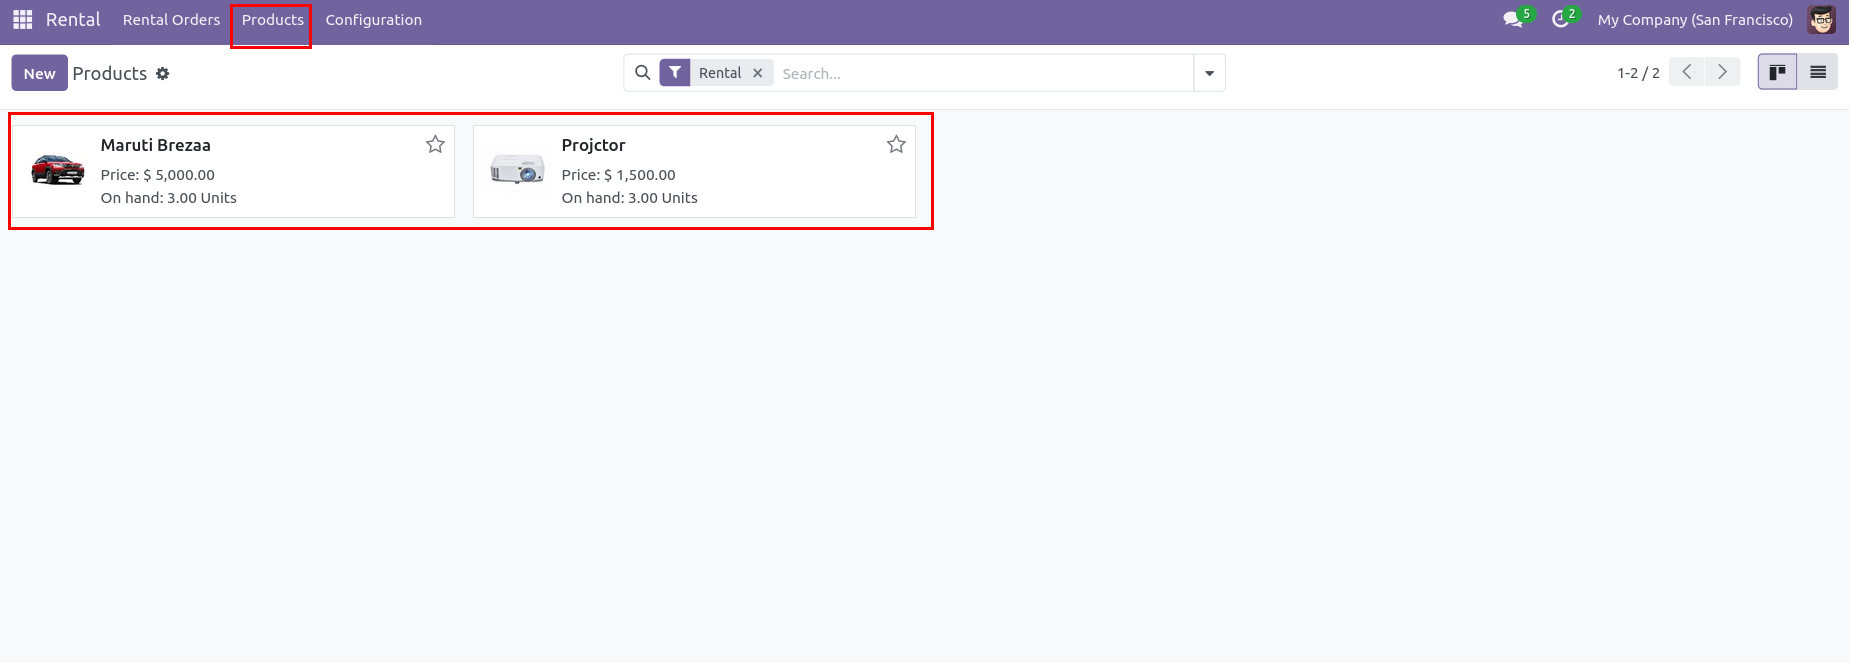 Rental Rental Orders Products Configuration 5 2 My Company (San Francisco)
New Products Rental × Search... 1-2 / 2
Maruti Brezaa
Price: $ 5,000.00
On hand: 3.00 Units
Projctor
Price: $ 1,500.00
On hand: 3.00 Units